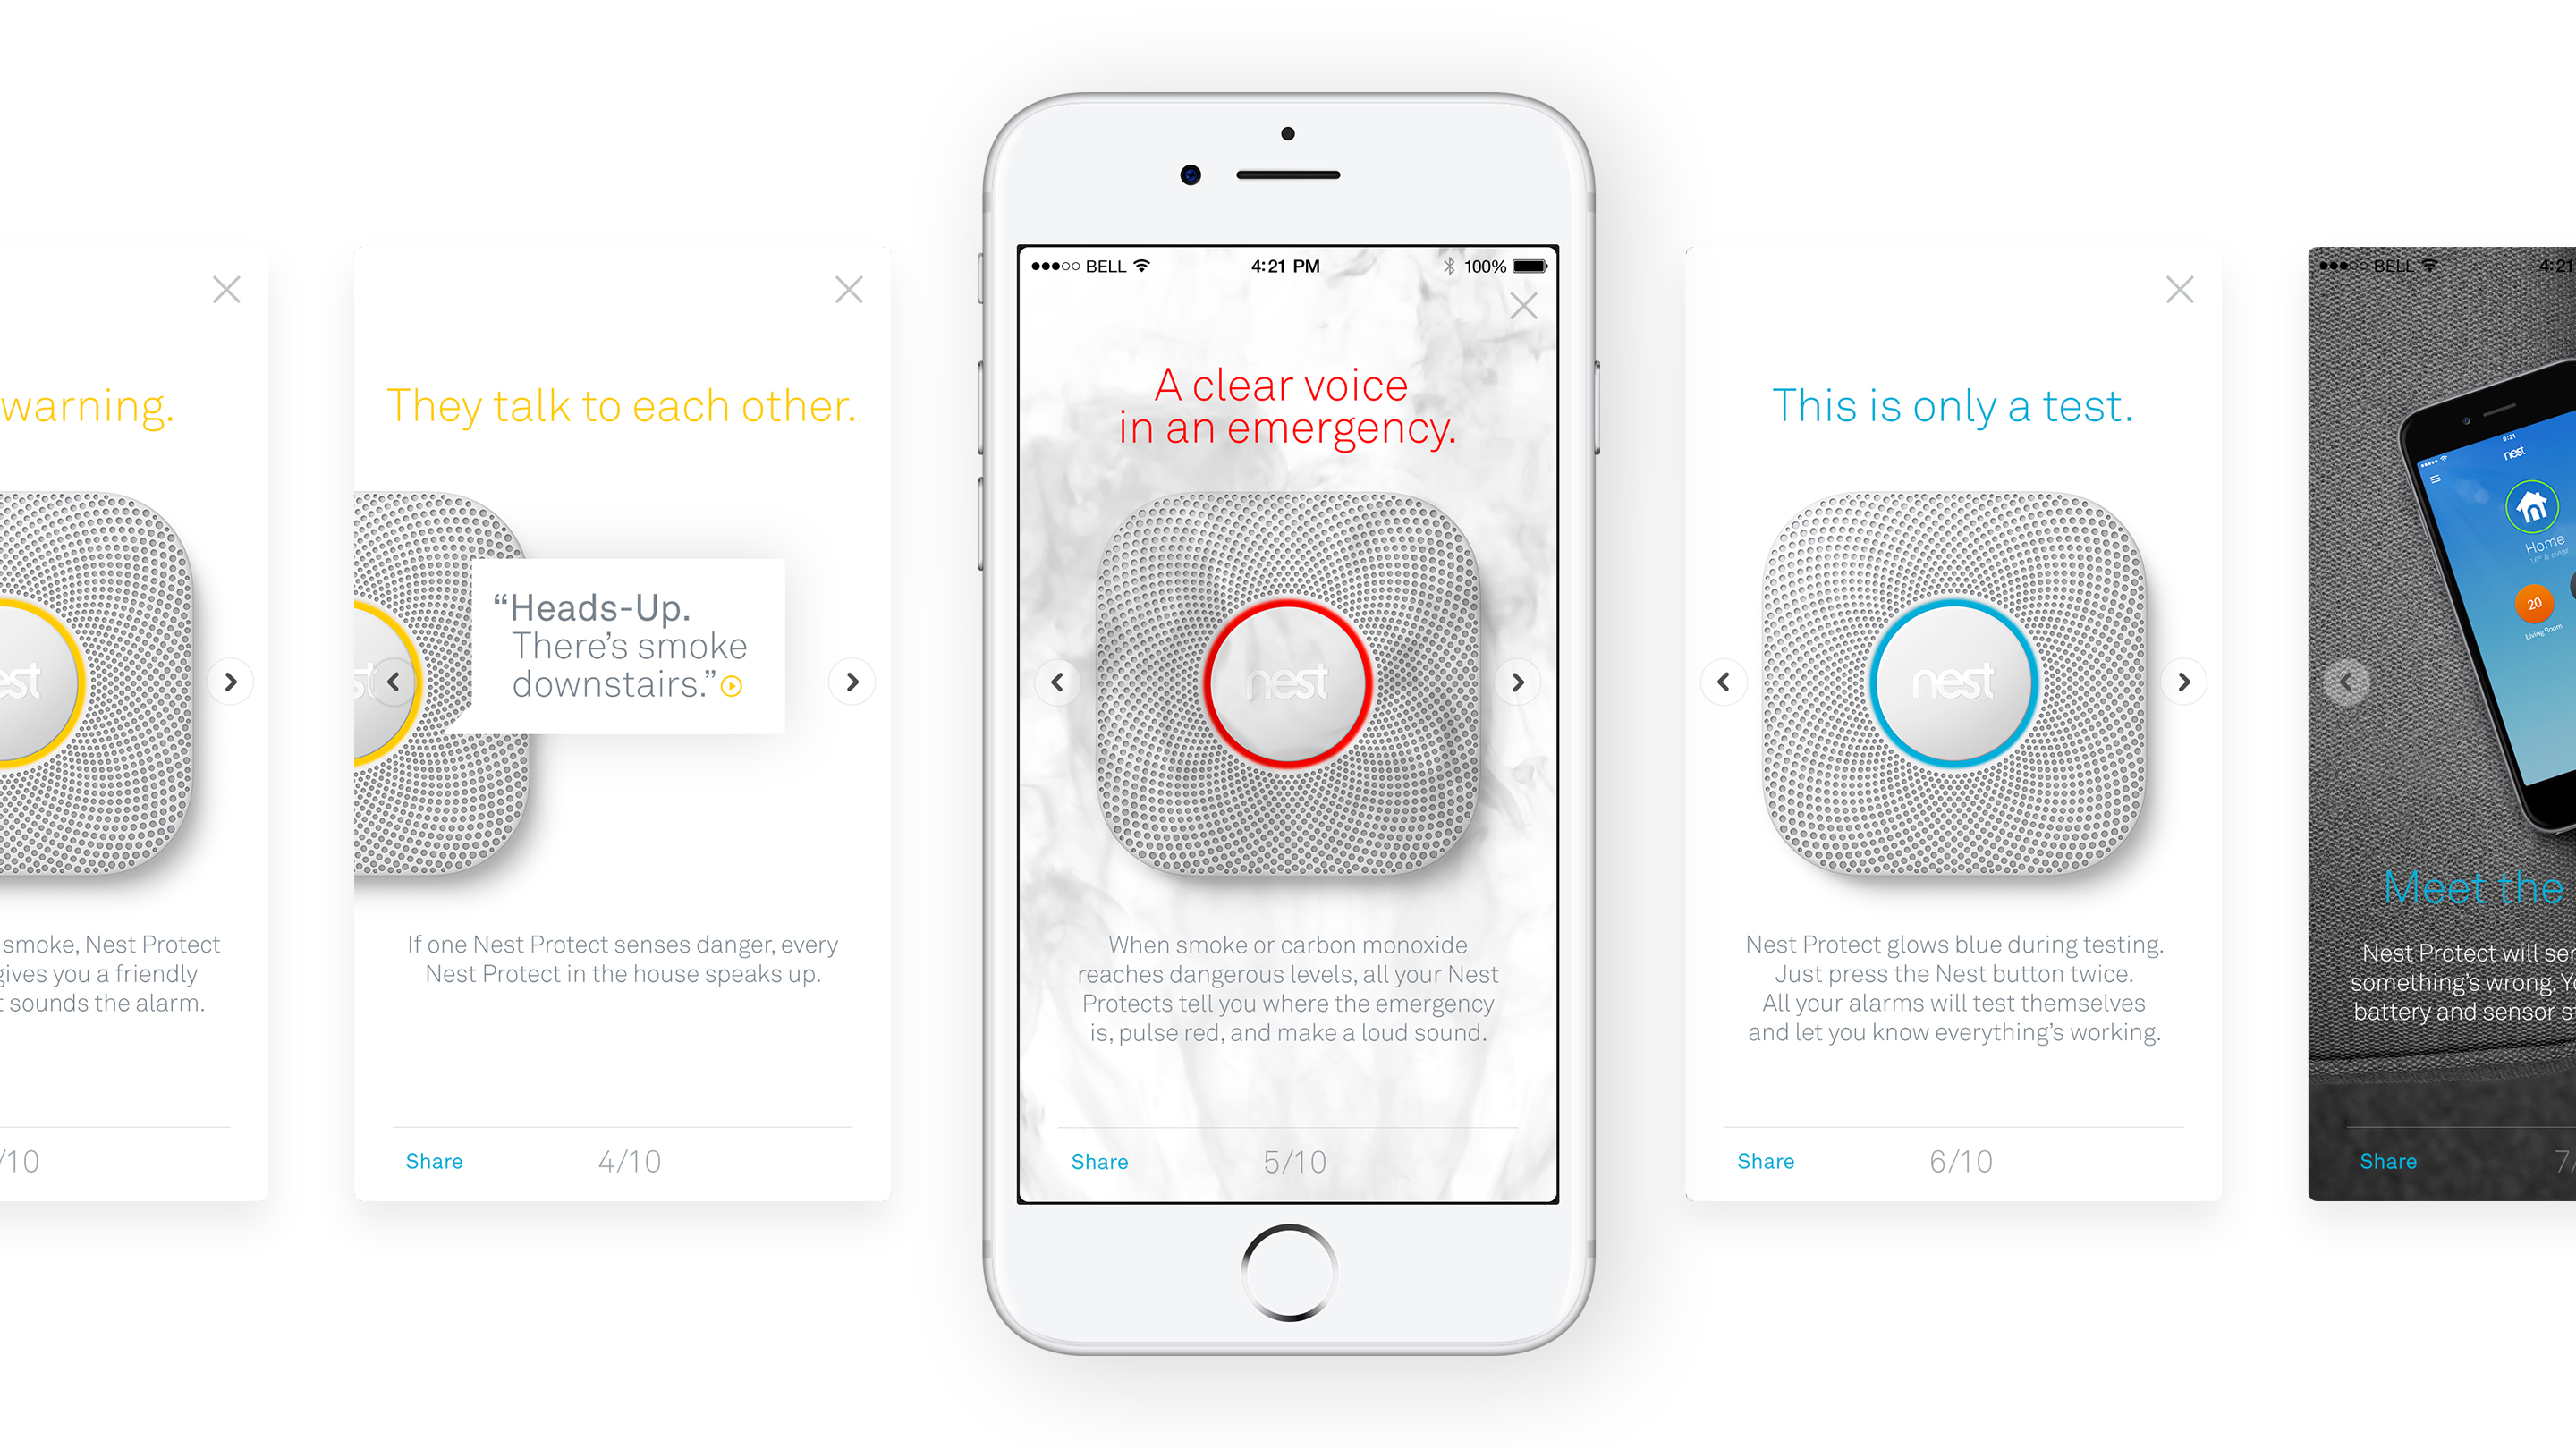 warning.
smoke, Nest Protect
gives you a friendly
sounds the alarm.
/10
They talk to each other.
“Heads-Up.
There’s smoke
downstairs.”
If one Nest Protect senses danger, every
Nest Protect in the house speaks up.
Share 4/10
BELL 4:21 PM 100%
A clear voice
in an emergency.
nest
When smoke or carbon monoxide
reaches dangerous levels, all your Nest
Protects tell you where the emergency
is, pulse red, and make a loud sound.
Share 5/10
This is only a test.
nest
Nest Protect glows blue during testing.
Just press the Nest button twice.
All your alarms will test themselves
and let you know everything’s working.
Share 6/10
BELL 4:21
9:21
nest
Home
16° & clear
20
Living Room
Meet the
Nest Protect will
something’s wrong.
battery and sensor
Share 7/